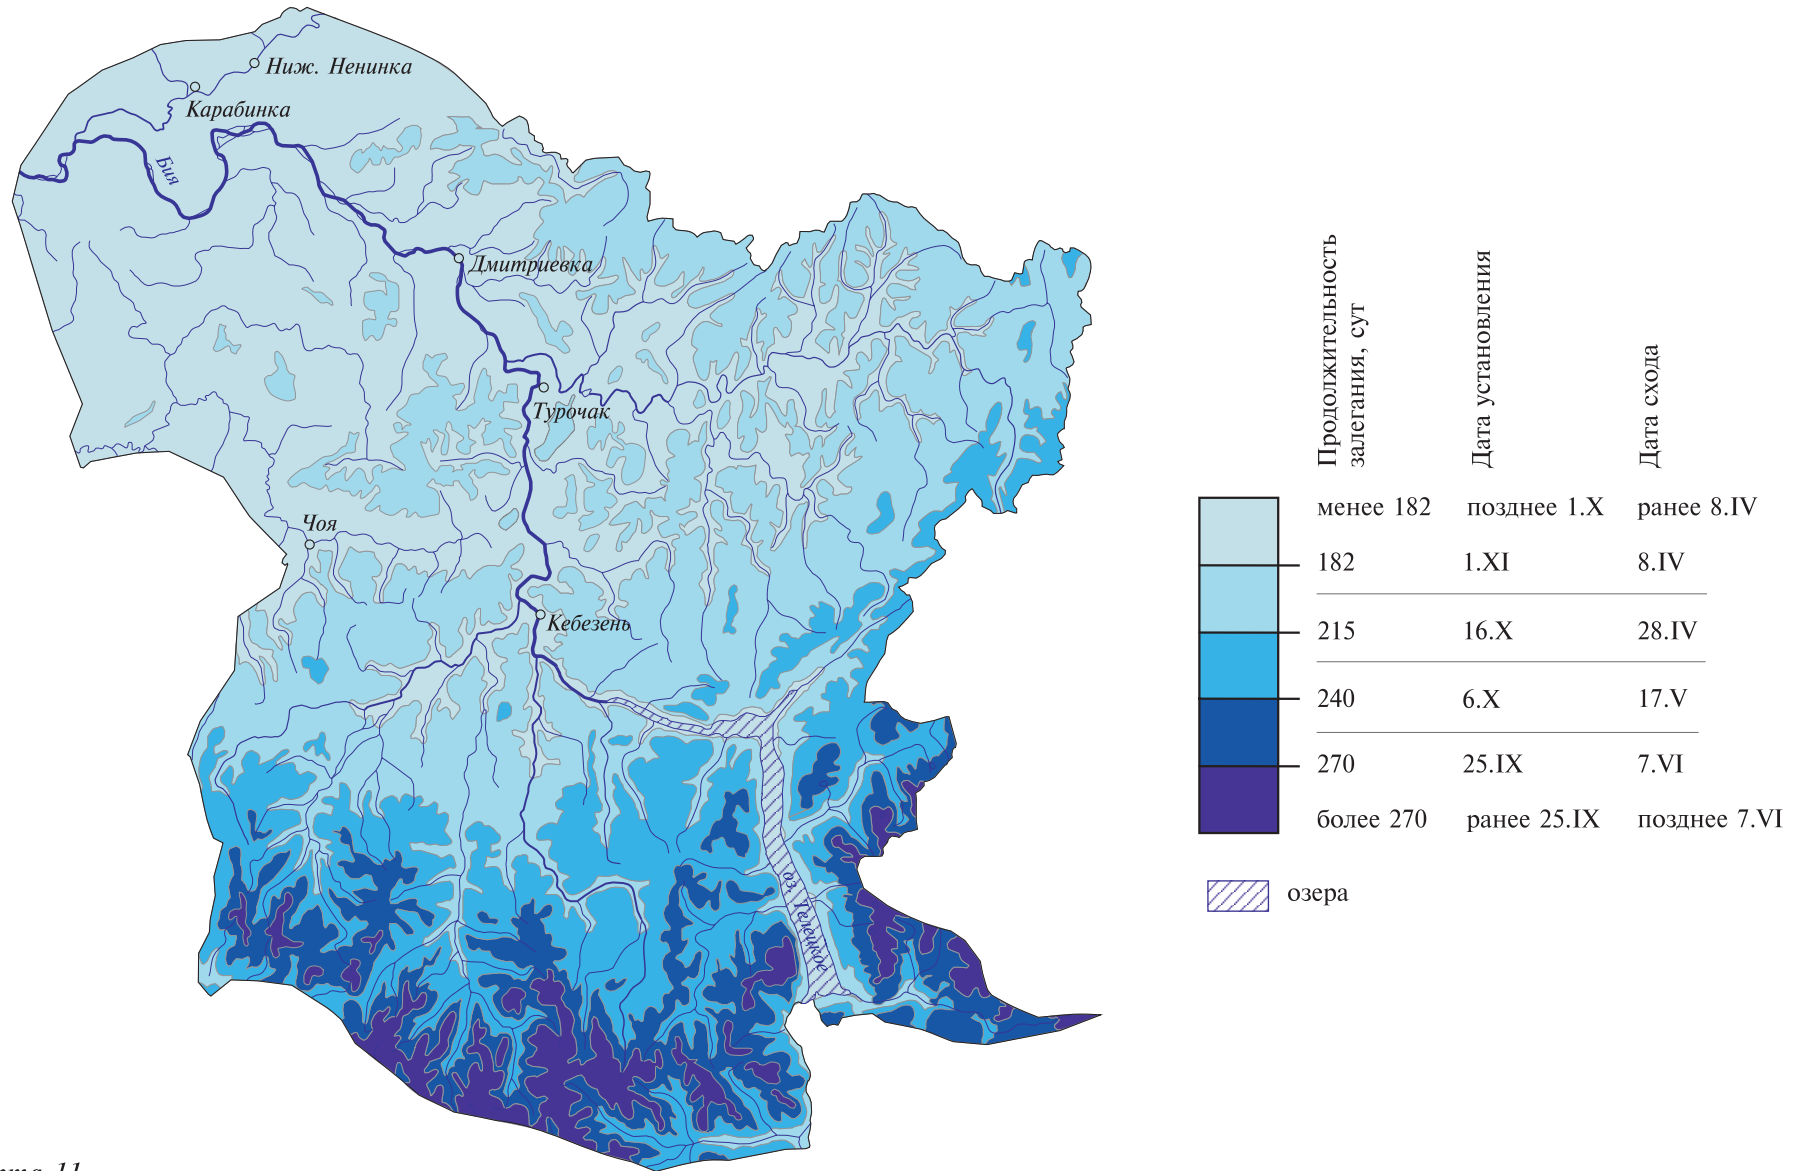 Ниж. Ненинка
Карабинка
Бия
Дмитриевка
Турочак
Чоя
Кебезень
оз. Телецкое
Продолжительность
залегания, сут
Дата установления
Дата схода
менее 182 позднее 1.X ранее 8.IV
182 1.XI 8.IV
215 16.X 28.IV
240 6.X 17.V
270 25.IX 7.VI
более 270 ранее 25.IX позднее 7.VI
озера
11